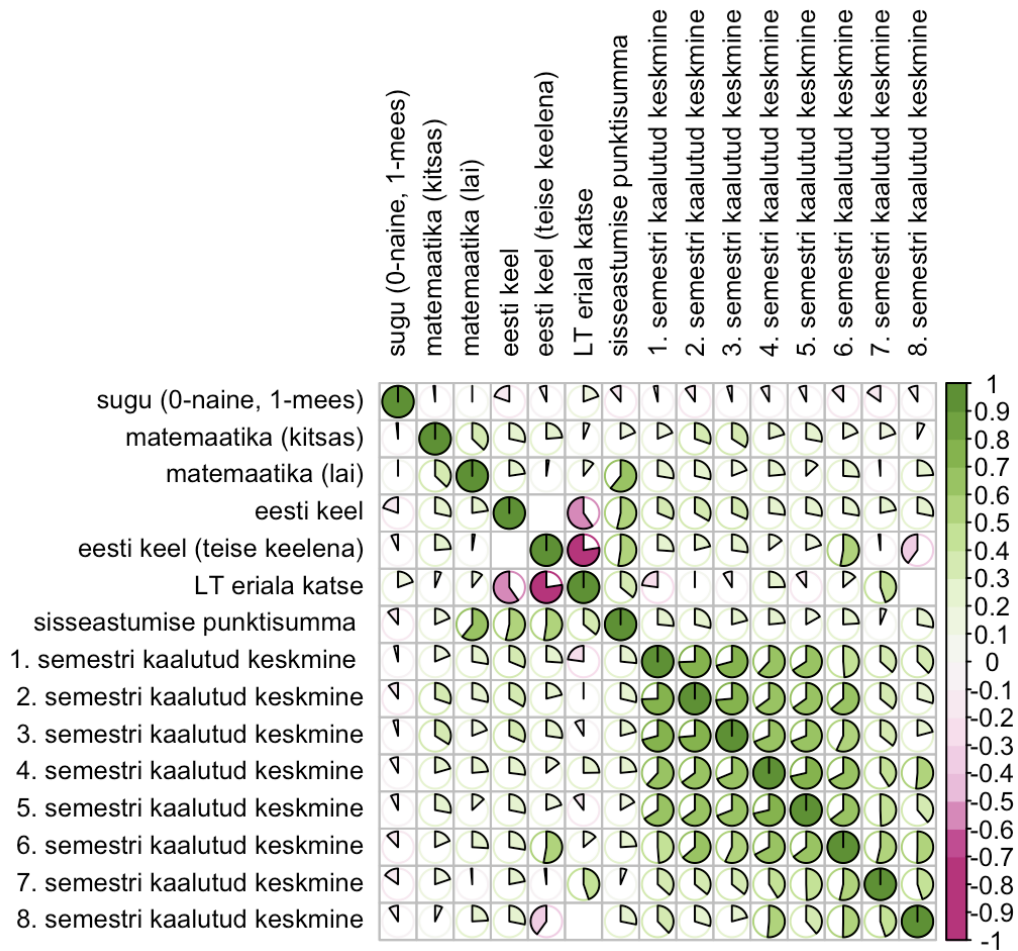 sugu (0-naine, 1-mees)
matemaatika (kitsas)
matemaatika (lai)
eesti keel
eesti keel (teise keelena)
LT eriala katse
sisseastumise punktisumma
1. semestri kaalutud keskmine
2. semestri kaalutud keskmine
3. semestri kaalutud keskmine
4. semestri kaalutud keskmine
5. semestri kaalutud keskmine
6. semestri kaalutud keskmine
7. semestri kaalutud keskmine
8. semestri kaalutud keskmine
sugu (0-naine, 1-mees)
matemaatika (kitsas)
matemaatika (lai)
eesti keel
eesti keel (teise keelena)
LT eriala katse
sisseastumise punktisumma
1. semestri kaalutud keskmine
2. semestri kaalutud keskmine
3. semestri kaalutud keskmine
4. semestri kaalutud keskmine
5. semestri kaalutud keskmine
6. semestri kaalutud keskmine
7. semestri kaalutud keskmine
8. semestri kaalutud keskmine
1
0.9
0.8
0.7
0.6
0.5
0.4
0.3
0.2
0.1
0
-0.1
-0.2
-0.3
-0.4
-0.5
-0.6
-0.7
-0.8
-0.9
-1